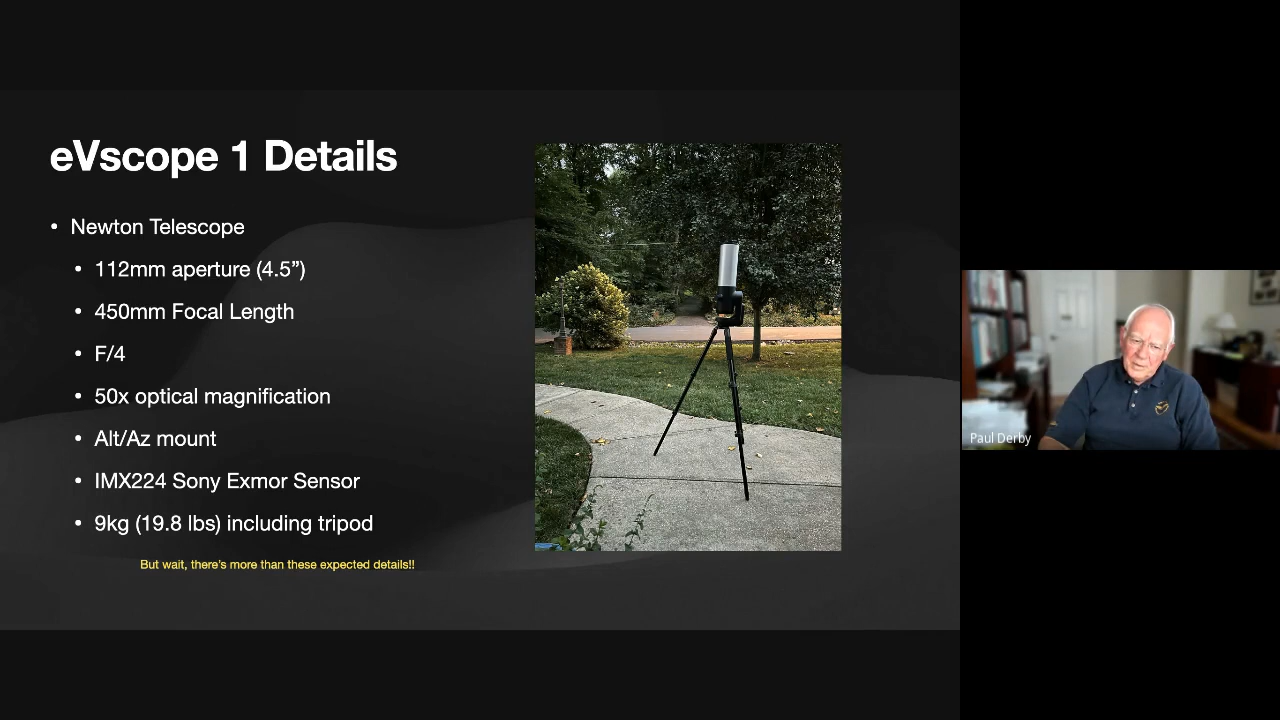 eVscope 1 Details
• Newton Telescope
• 112mm aperture (4.5”)
• 450mm Focal Length
• F/4
• 50x optical magnification
• Alt/Az mount
• IMX224 Sony Exmor Sensor
• 9kg (19.8 lbs) including tripod
But wait, there’s more than these expected details!!
Paul Derby